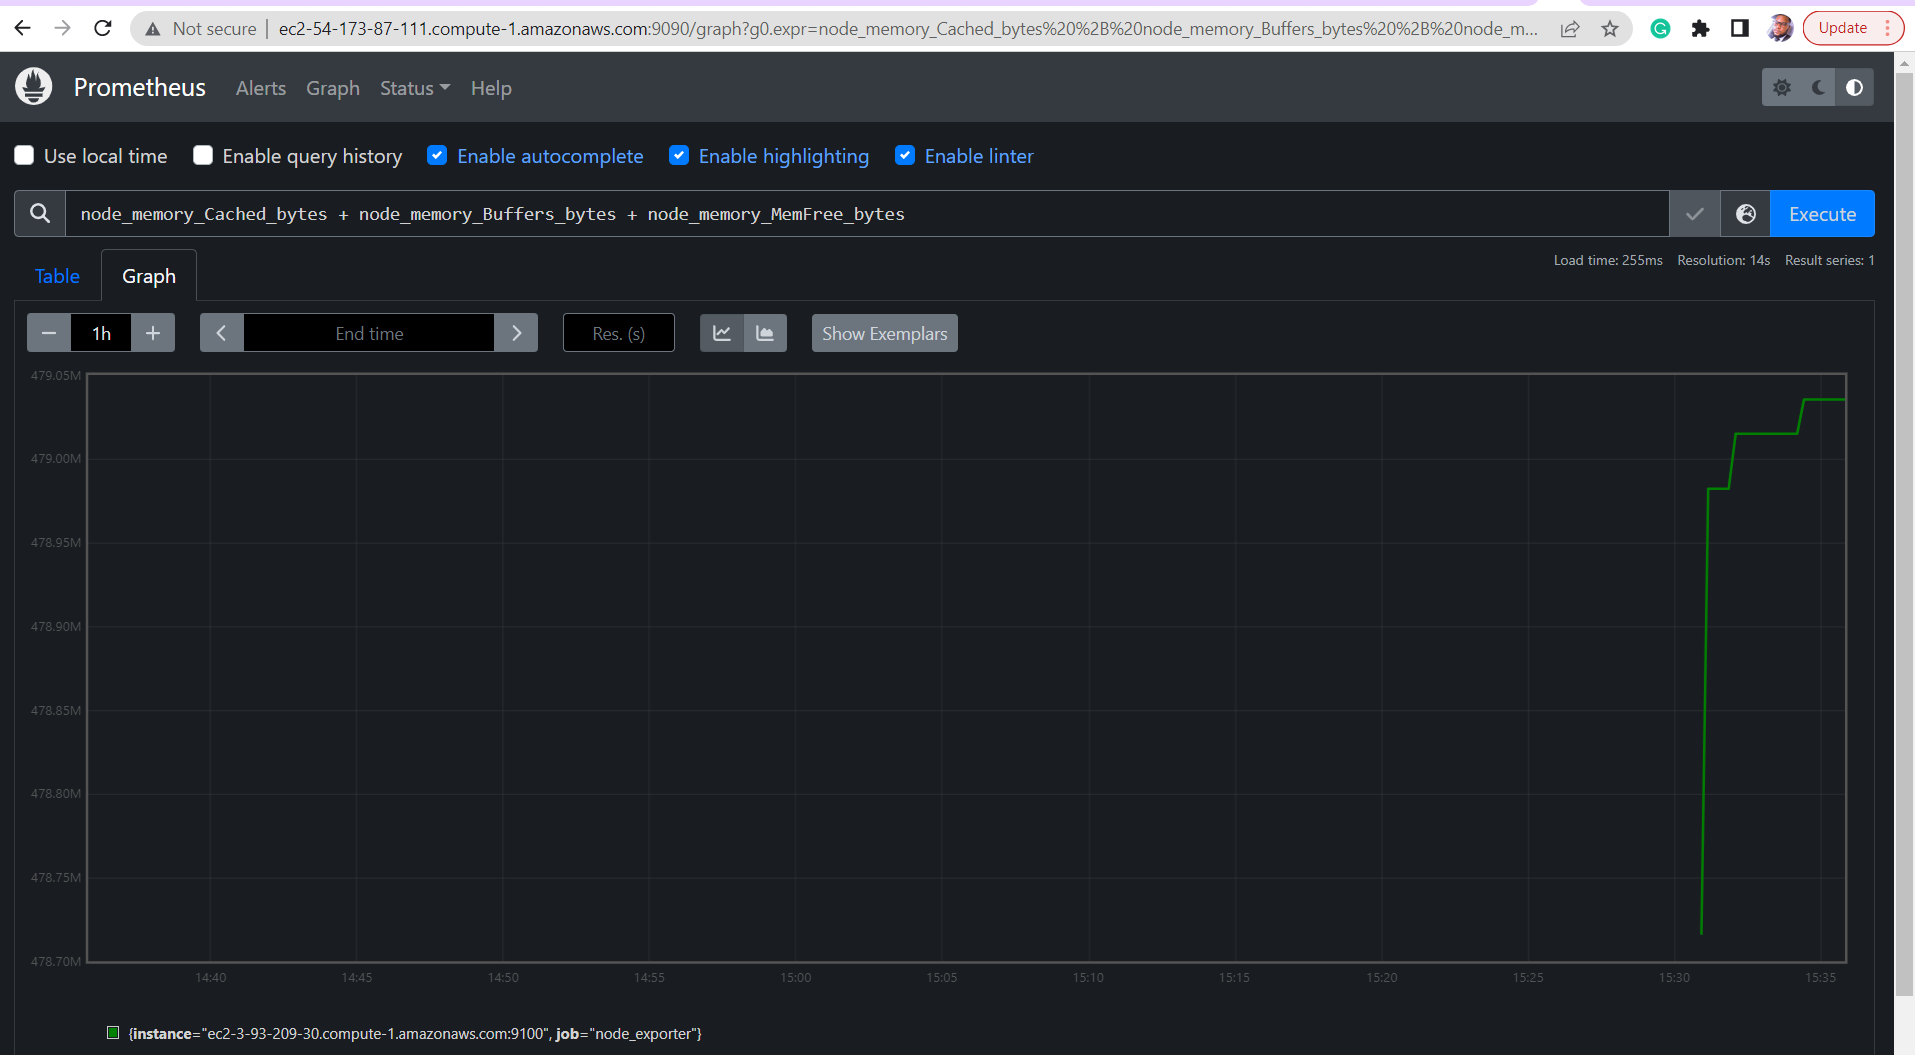 Not secure | ec2-54-173-87-111.compute-1.amazonaws.com:9090/graph?g0.expr=node_memory_Cached_bytes%20%2B%20node_memory_Buffers_bytes%20%2B%20node_m... Update
Prometheus Alerts Graph Status Help
Use local time Enable query history Enable autocomplete Enable highlighting Enable linter
node_memory_Cached_bytes + node_memory_Buffers_bytes + node_memory_MemFree_bytes Execute
Load time: 255ms Resolution: 14s Result series: 1
Table Graph
1h End time Res. (s) Show Exemplars
479.05M
479.00M
478.95M
478.90M
478.85M
478.80M
478.75M
478.70M
14:40 14:45 14:50 14:55 15:00 15:05 15:10 15:15 15:20 15:25 15:30 15:35
{instance="ec2-3-93-209-30.compute-1.amazonaws.com:9100", job="node_exporter"}